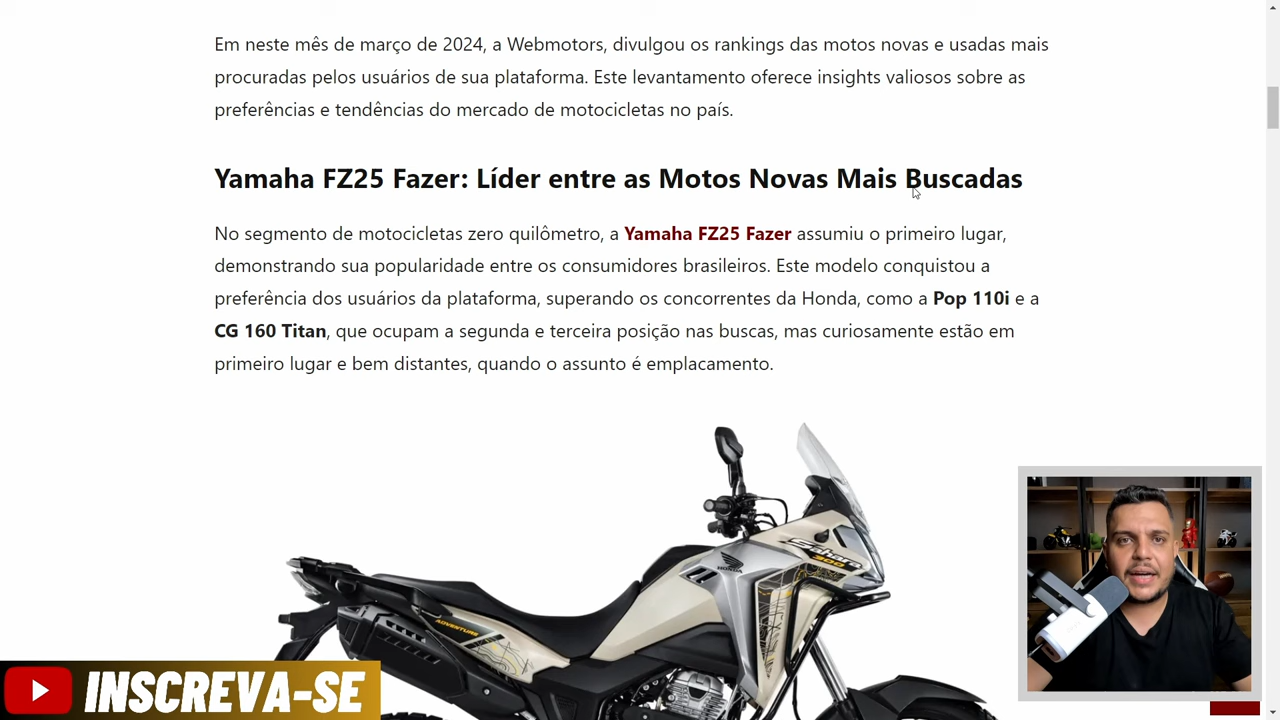 Em neste mês de março de 2024, a Webmotors, divulgou os rankings das motos novas e usadas mais
procuradas pelos usuários de sua plataforma. Este levantamento oferece insights valiosos sobre as
preferências e tendências do mercado de motocicletas no país.
Yamaha FZ25 Fazer: Líder entre as Motos Novas Mais Buscadas
No segmento de motocicletas zero quilômetro, a Yamaha FZ25 Fazer assumiu o primeiro lugar,
demonstrando sua popularidade entre os consumidores brasileiros. Este modelo conquistou a
preferência dos usuários da plataforma, superando os concorrentes da Honda, como a Pop 110i e a
CG 160 Titan, que ocupam a segunda e terceira posição nas buscas, mas curiosamente estão em
primeiro lugar e bem distantes, quando o assunto é emplacamento.
Sahara
300
HONDA
ADVENTURE
INSCREVA-SE